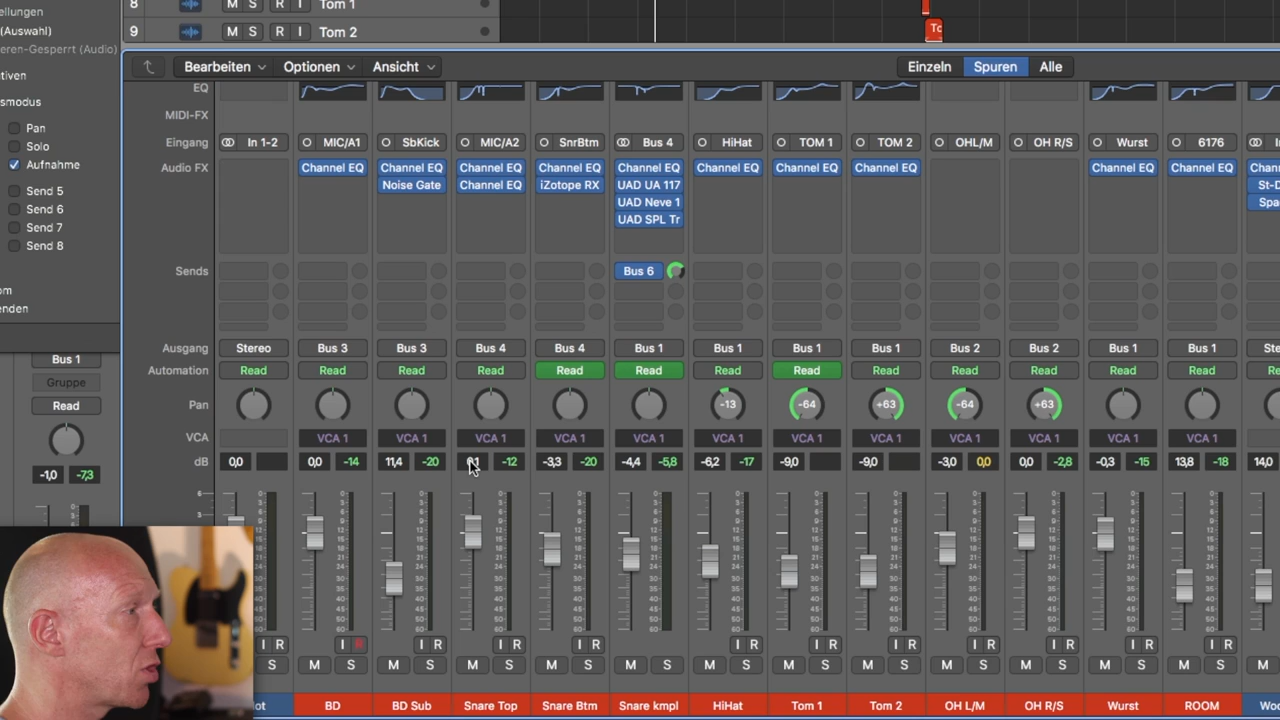 ellungen
8 M S R I Tom 1
(Auswahl)
9 M S R I Tom 2 To
eren-Gesperrt (Audio)
Bearbeiten Optionen Ansicht Einzeln Spuren Alle
tiven
EQ
smodus
MIDI-FX
Pan
Eingang In 1-2 MIC/A1 SbKick MIC/A2 SnrBtm Bus 4 HiHat TOM 1 TOM 2 OHL/M OH R/S Wurst 6176
Solo
Aufnahme
Audio FX Channel EQ Channel EQ Channel EQ Channel EQ Channel EQ Channel EQ Channel EQ Channel EQ Channel EQ Channel EQ Channel
Noise Gate Channel EQ iZotope RX UAD UA 117 St-D
Send 5
UAD Neve 1 Spa
Send 6
UAD SPL Tr
Send 7
Send 8
Sends Bus 6
om
enden
Ausgang Stereo Bus 3 Bus 3 Bus 4 Bus 4 Bus 1 Bus 1 Bus 1 Bus 1 Bus 2 Bus 2 Bus 1 Bus 1 Ste
Bus 1
Automation Read Read Read Read Read Read Read Read Read Read Read Read Read Re
Gruppe
Read
Pan -13 -64 +63 -64 +63
VCA VCA 1 VCA 1 VCA 1 VCA 1 VCA 1 VCA 1 VCA 1 VCA 1 VCA 1 VCA 1 VCA 1 VCA 1
dB 0,0 0,0 -14 11,4 -20 -12 -3,3 -20 -4,4 -5,8 -6,2 -17 -9,0 -9,0 -3,0 0,0 0,0 -2,8 -0,3 -15 13,8 -18 14,0
-1,0 -7,3
I R I R I R I R I R I R I R I R I R I R I R I R
S M S M S M S M S M S M S M S M S M S M S M S M S M
ot BD BD Sub Snare Top Snare Btm Snare kmpl HiHat Tom 1 Tom 2 OH L/M OH R/S Wurst ROOM Woo